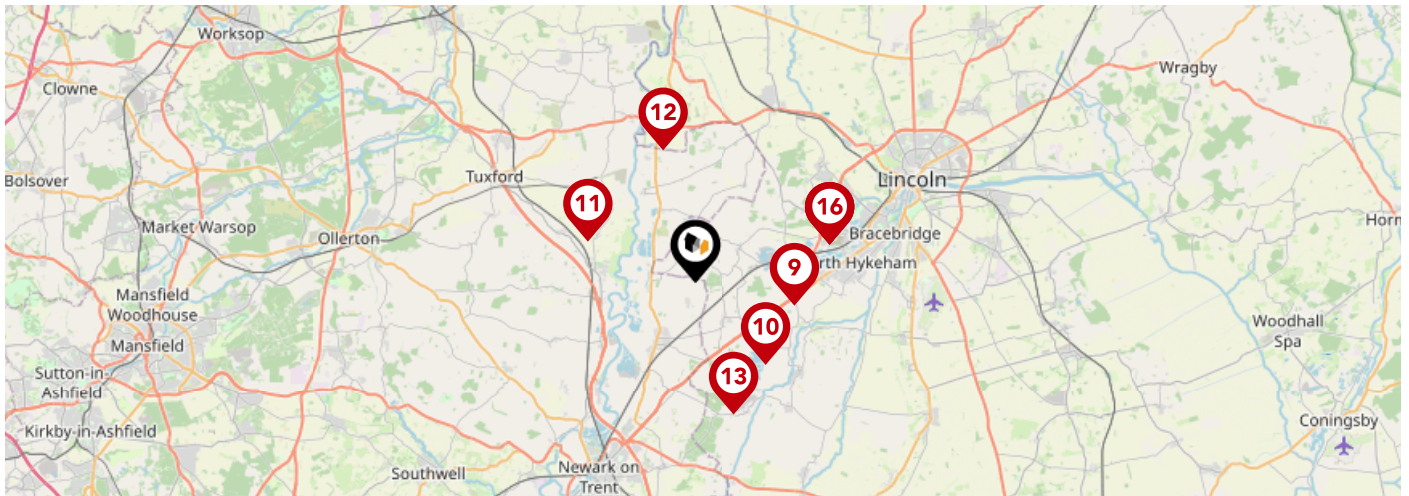 Worksop
Clowne
Wragby
12
Bolsover
Tuxford
Lincoln
11
16
Market Warsop
Ollerton
Bracebridge
Horn
9
rth Hykeham
Mansfield
Woodhouse
10
Woodhall
Spa
Mansfield
Sutton-in-
Ashfield
13
Kirkby-in-Ashfield
Coningsby
Southwell
Newark on
Trent